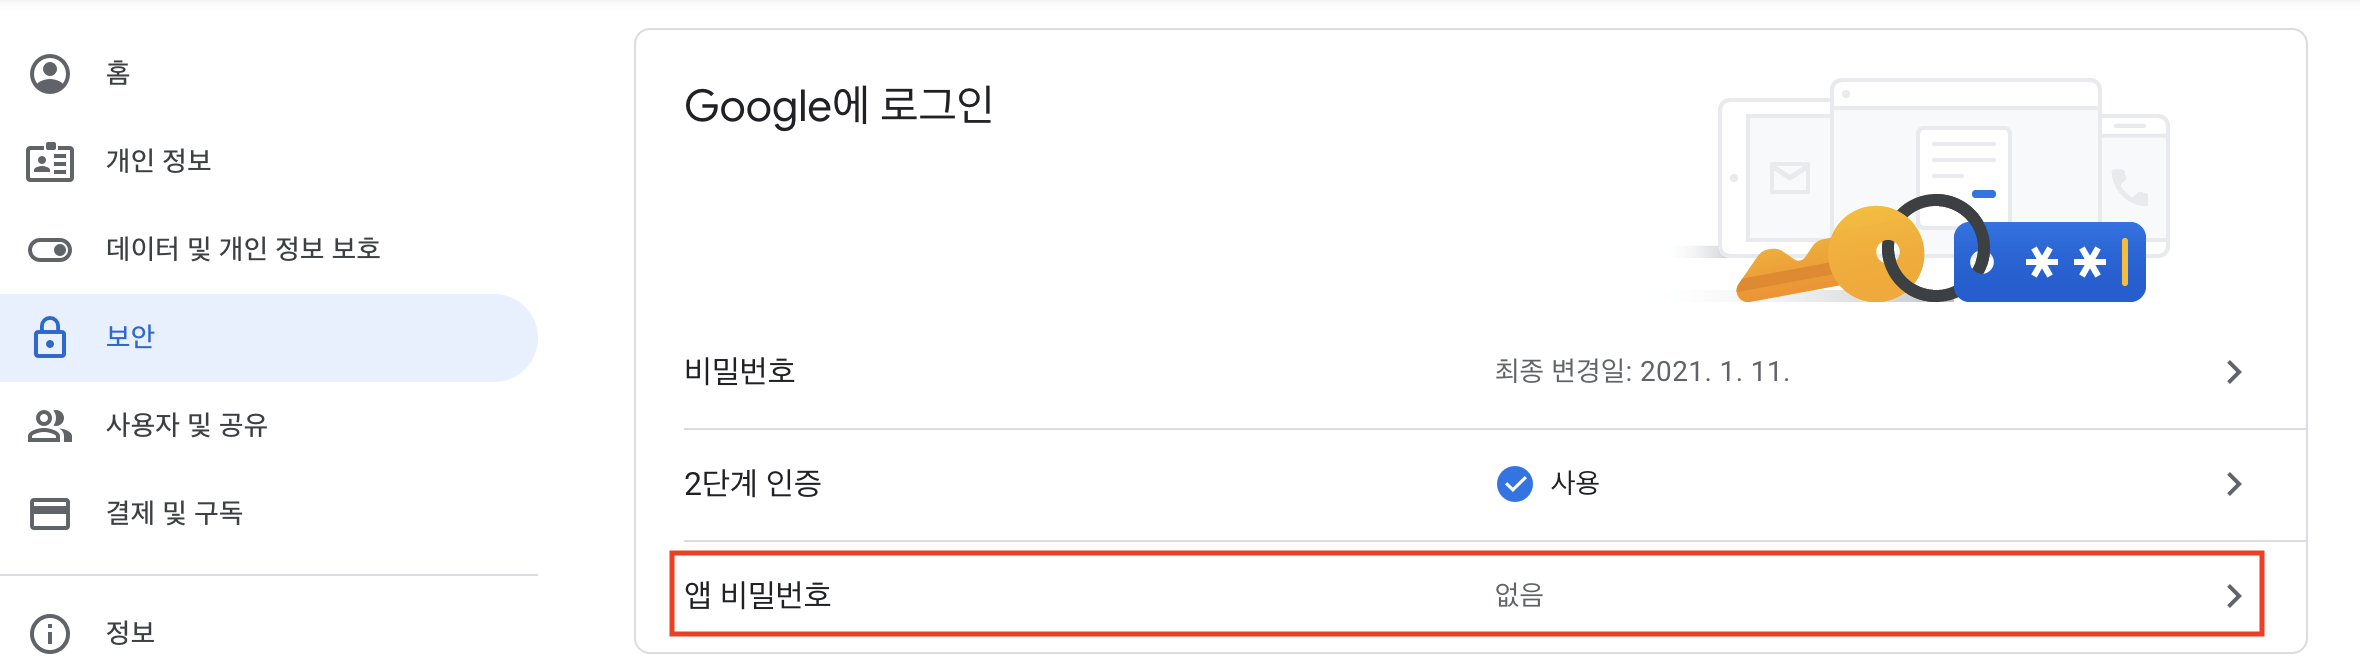 홈
개인 정보
데이터 및 개인 정보 보호
보안
사용자 및 공유
결제 및 구독
정보
Google에 로그인
**
비밀번호 최종 변경일: 2021. 1. 11.
2단계 인증 사용
앱 비밀번호 없음